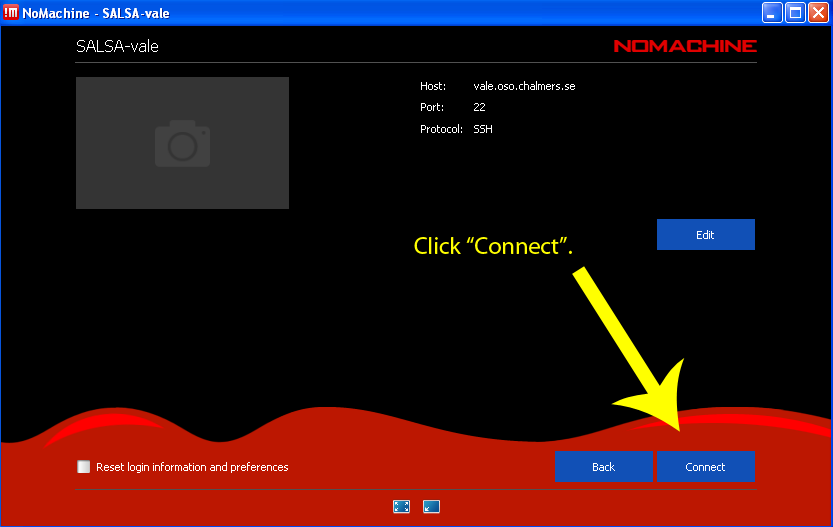 !M NoMachine - SALSA-vale
SALSA-vale
NOMACHINE
Host: vale.oso.chalmers.se
Port: 22
Protocol: SSH
Edit
Click “Connect”.
Reset login information and preferences
Back
Connect